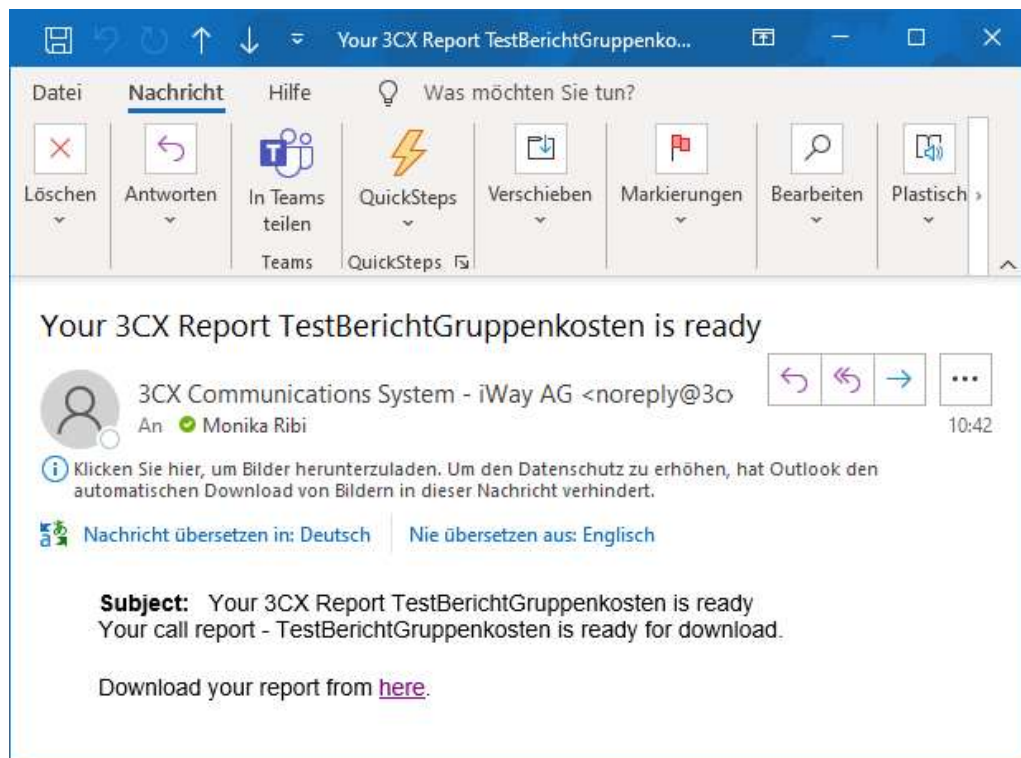 Your 3CX Report TestBerichtGruppenko...
Datei Nachricht Hilfe Was möchten Sie tun?
Löschen Antworten In Teams teilen QuickSteps Verschieben Markierungen Bearbeiten Plastisch
Teams QuickSteps
Your 3CX Report TestBerichtGruppenkosten is ready
3CX Communications System - iWay AG <noreply@3cx
An Monika Ribi 10:42
Klicken Sie hier, um Bilder herunterzuladen. Um den Datenschutz zu erhöhen, hat Outlook den
automatischen Download von Bildern in dieser Nachricht verhindert.
Nachricht übersetzen in: Deutsch Nie übersetzen aus: Englisch
Subject: Your 3CX Report TestBerichtGruppenkosten is ready
Your call report - TestBerichtGruppenkosten is ready for download.
Download your report from here.